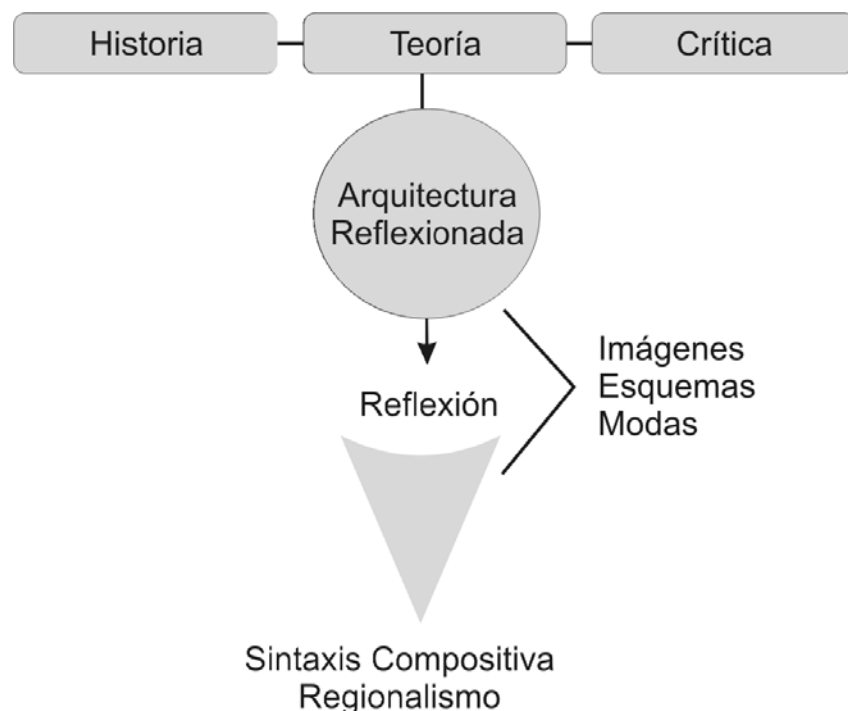 Historia
Teoría
Crítica
Arquitectura
Reflexionada
Imágenes
Esquemas
Modas
Reflexión
Sintaxis Compositiva
Regionalismo